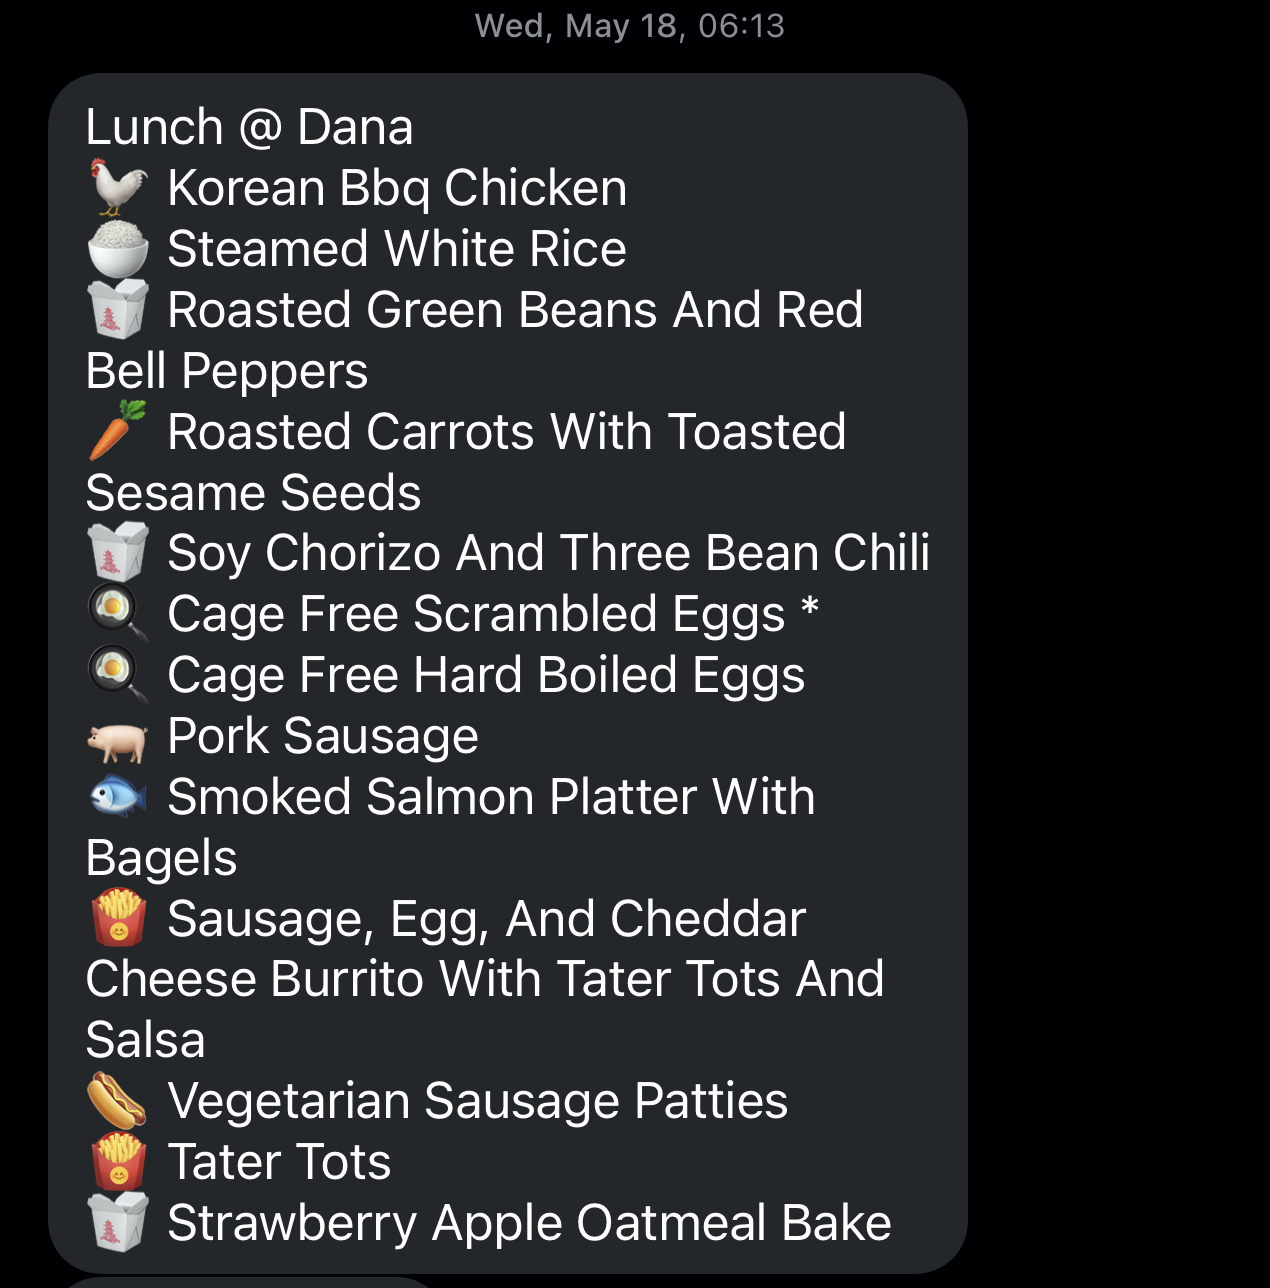 Wed, May 18, 06:13
Lunch @ Dana
🐓 Korean Bbq Chicken
🍚 Steamed White Rice
🥡 Roasted Green Beans And Red
Bell Peppers
🥕 Roasted Carrots With Toasted
Sesame Seeds
🥡 Soy Chorizo And Three Bean Chili
🍳 Cage Free Scrambled Eggs *
🍳 Cage Free Hard Boiled Eggs
🐖 Pork Sausage
🐟 Smoked Salmon Platter With
Bagels
🍟 Sausage, Egg, And Cheddar
Cheese Burrito With Tater Tots And
Salsa
🌭 Vegetarian Sausage Patties
🍟 Tater Tots
🥡 Strawberry Apple Oatmeal Bake